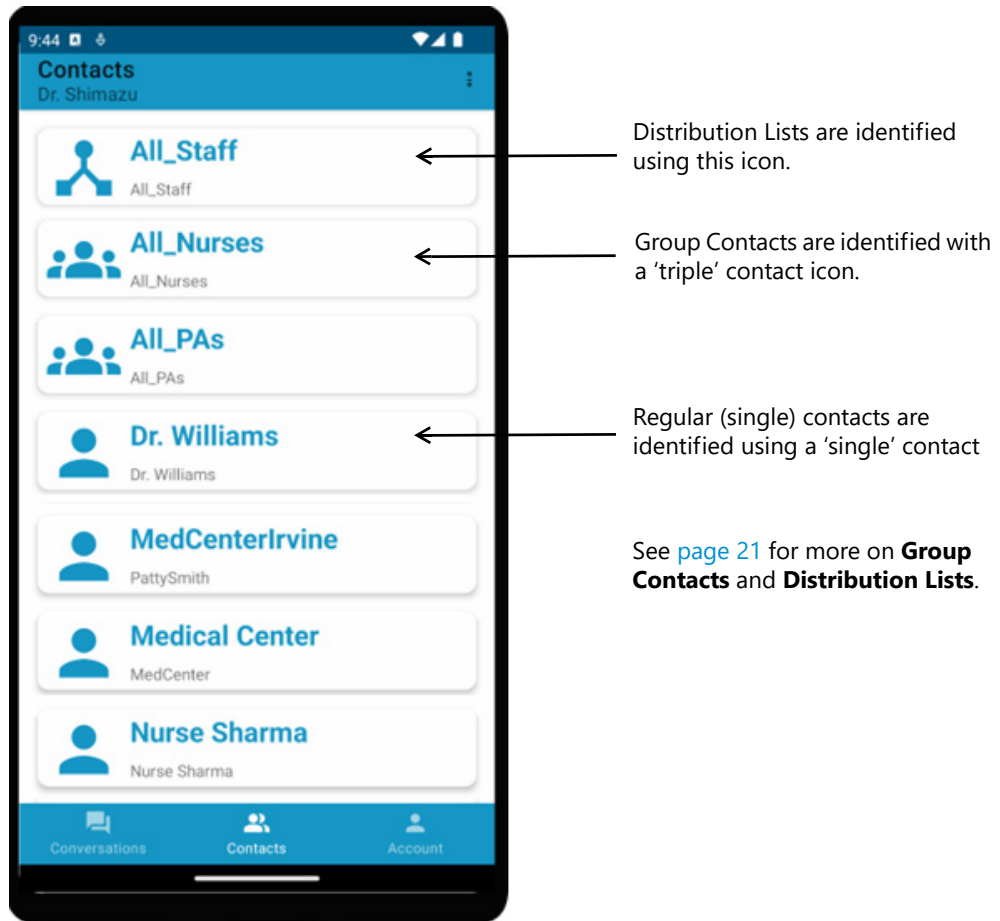 9:44
Contacts
Dr. Shimazu
All_Staff
All_Staff
Distribution Lists are identified
using this icon.
All_Nurses
All_Nurses
Group Contacts are identified with
a ‘triple’ contact icon.
All_PAs
All_PAs
Dr. Williams
Dr. Williams
Regular (single) contacts are
identified using a ‘single’ contact
MedCenterIrvine
PattySmith
See page 21 for more on Group
Contacts and Distribution Lists.
Medical Center
MedCenter
Nurse Sharma
Nurse Sharma
Conversations Contacts Account